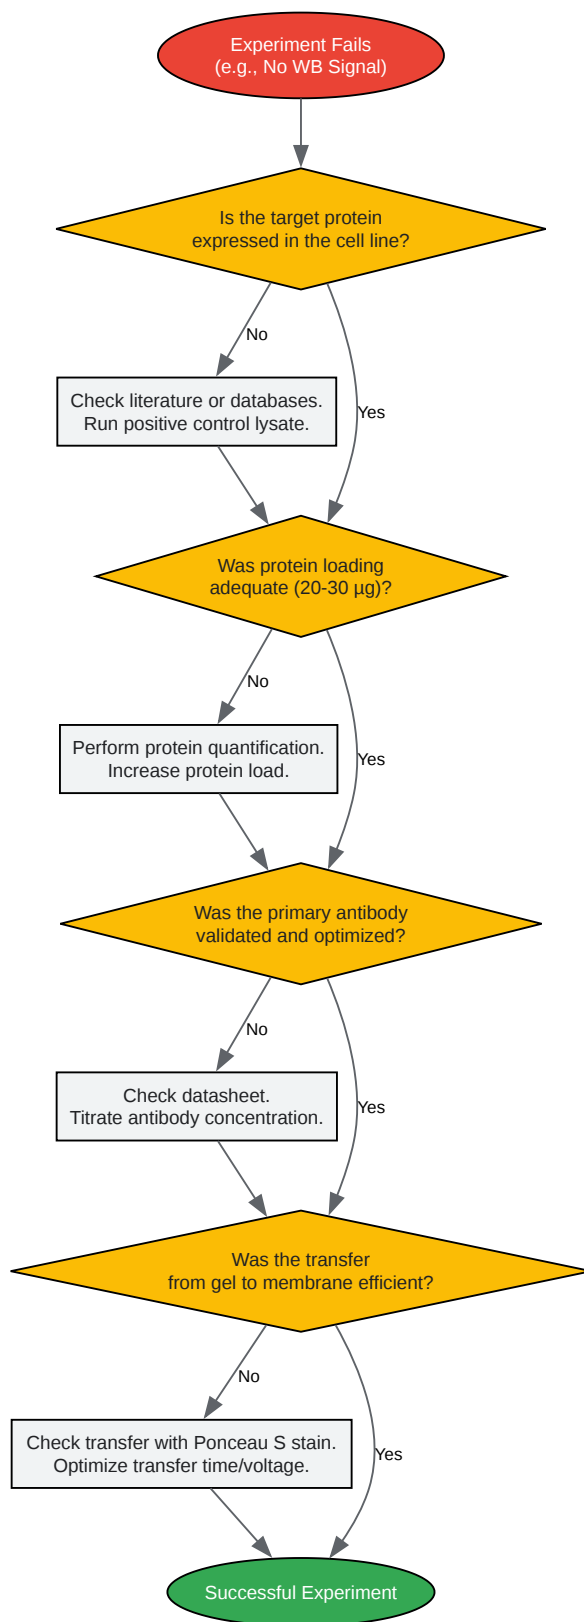 Experiment Fails
(e.g., No WB Signal)
Is the target protein
expressed in the cell line?
No
Check literature or databases.
Run positive control lysate.
Yes
Was protein loading
adequate (20-30 µg)?
No
Perform protein quantification.
Increase protein load.
Yes
Was the primary antibody
validated and optimized?
No
Check datasheet.
Titrate antibody concentration.
Yes
Was the transfer
from gel to membrane efficient?
No
Check transfer with Ponceau S stain.
Optimize transfer time/voltage.
Yes
Successful Experiment